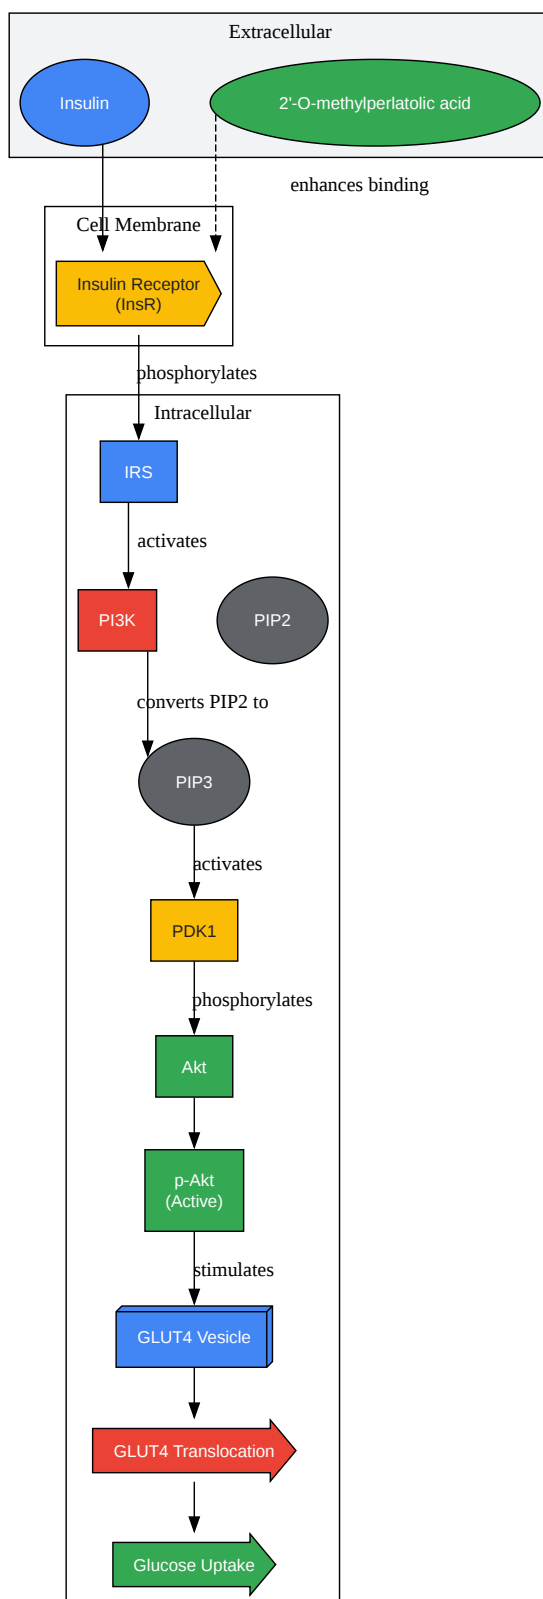 Extracellular
Insulin
2'-O-methylperlatolic acid
enhances binding
Cell Membrane
Insulin Receptor
(InsR)
phosphorylates
Intracellular
IRS
activates
PI3K
PIP2
converts PIP2 to
PIP3
activates
PDK1
phosphorylates
Akt
p-Akt
(Active)
stimulates
GLUT4 Vesicle
GLUT4 Translocation
Glucose Uptake